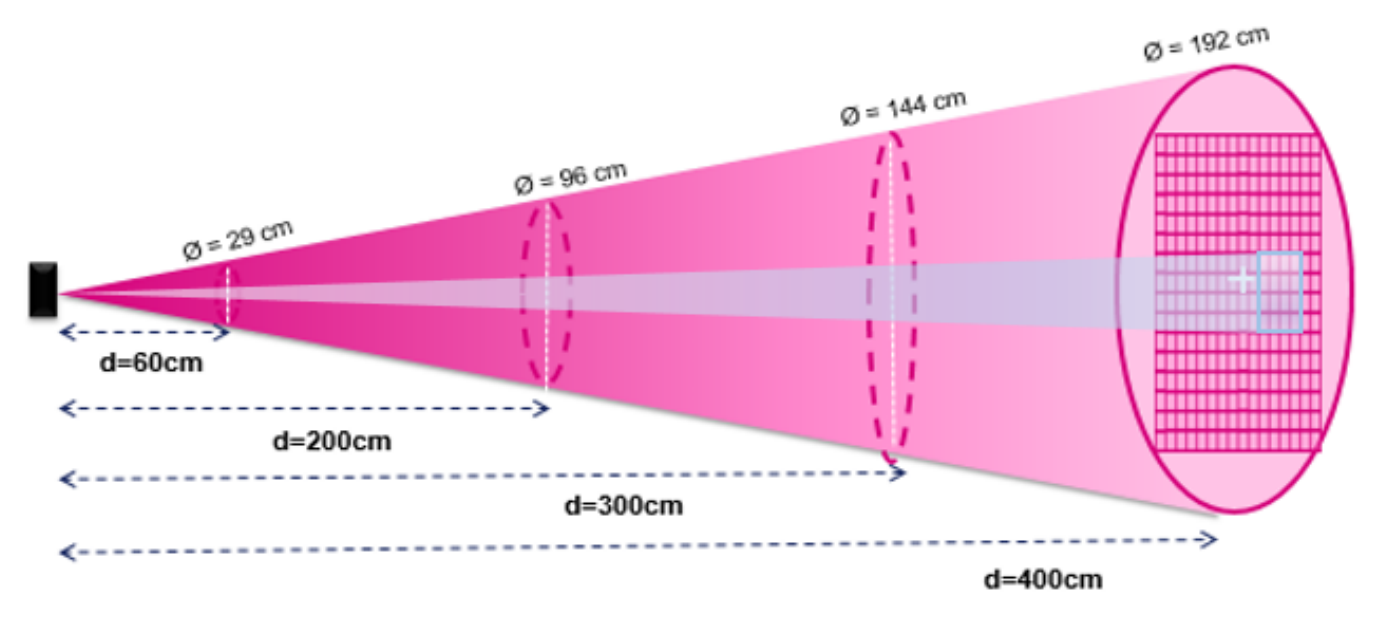 Ø = 192 cm
Ø = 144 cm
Ø = 96 cm
Ø = 29 cm
d=60cm
d=200cm
d=300cm
d=400cm